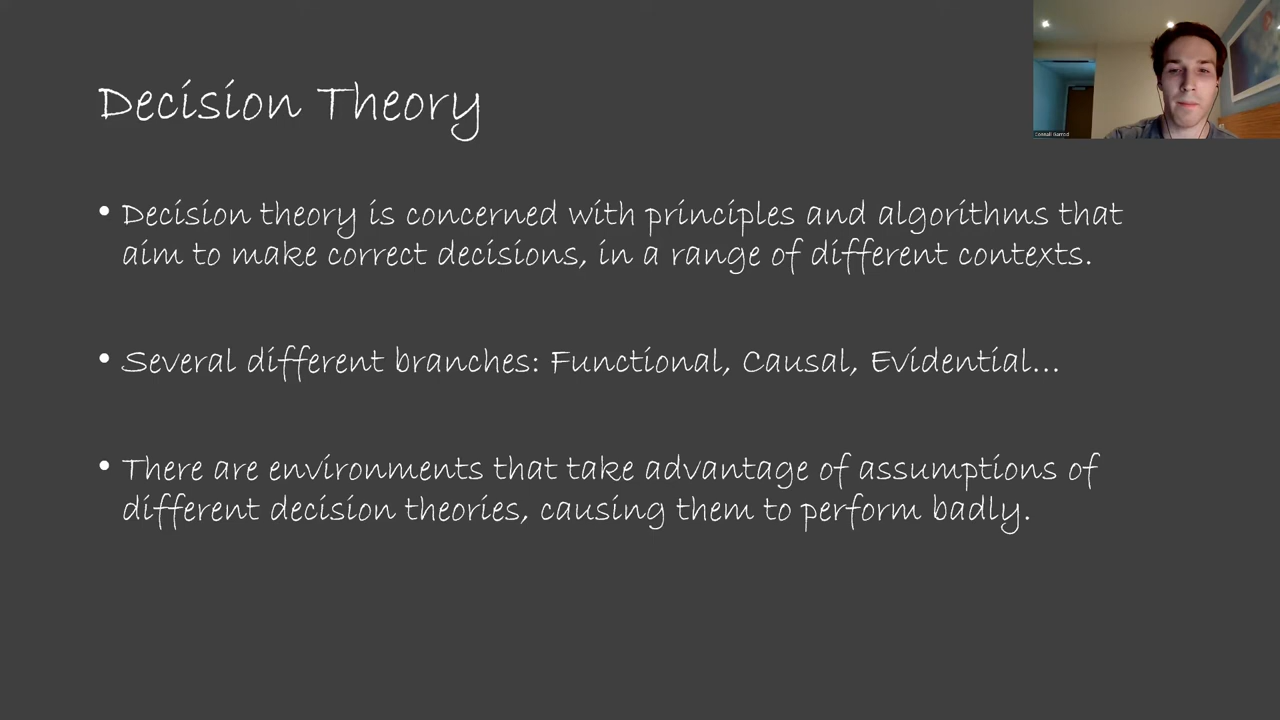 Decision Theory
• Decision theory is concerned with principles and algorithms that
aim to make correct decisions, in a range of different contexts.
• Several different branches: Functional, Causal, Evidential...
• There are environments that take advantage of assumptions of
different decision theories, causing them to perform badly.